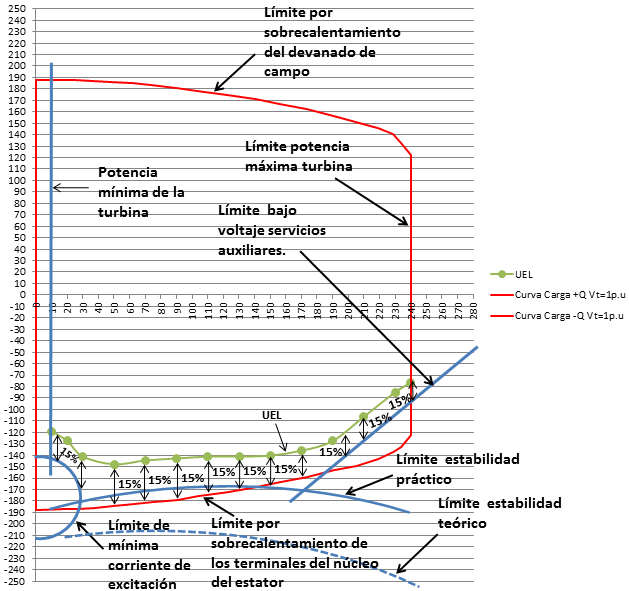 250
240
230
220
210
200
190
180
170
160
150
140
130
120
110
100
90
80
70
60
50
40
30
20
10
0
-10
-20
-30
-40
-50
-60
-70
-80
-90
-100
-110
-120
-130
-140
-150
-160
-170
-180
-190
-200
-210
-220
-230
-240
-250
0 10 20 30 40 50 60 70 80 90 100 110 120 130 140 150 160 170 180 190 200 210 220 230 240 250 260 270 280
Límite por
sobrecalentamiento
del devanado de
campo
Límite potencia
máxima turbina
Potencia
mínima de la
turbina
Límite bajo
voltaje servicios
auxiliares.
UEL
Curva Carga +Q Vt=1p.u
Curva Carga -Q Vt=1p.u
UEL
15%
15%
15%
15%
15%
15%
15%
15%
15%
15%
Límite estabilidad
práctico
Límite estabilidad
teórico
Límite de
mínima
corriente de
excitación
Límite por
sobrecalentamiento de
los terminales del núcleo
del estator